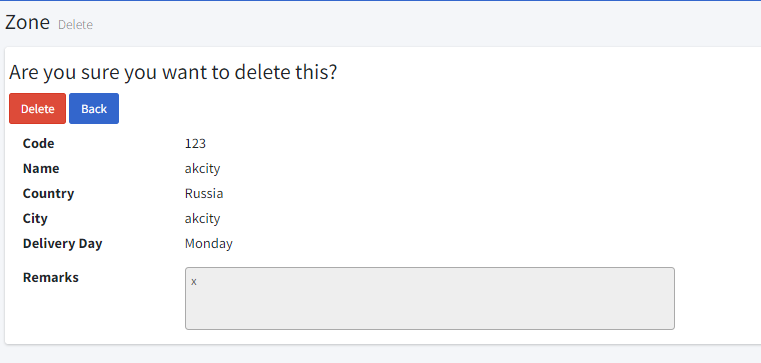 Zone Delete
Are you sure you want to delete this?
Delete Back
Code 123
Name akcity
Country Russia
City akcity
Delivery Day Monday
Remarks x